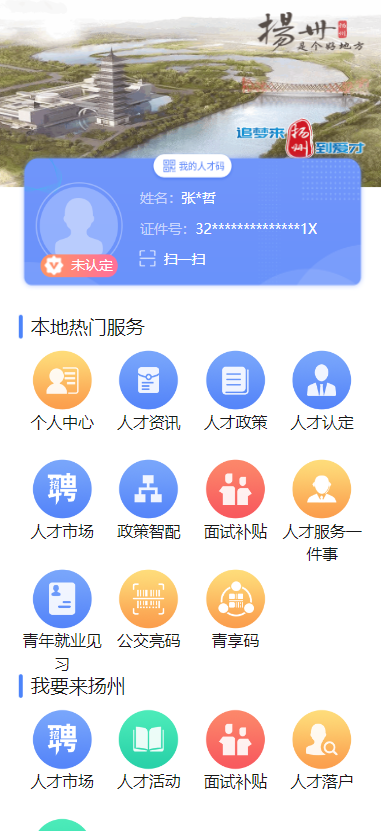 揚州
扬州
是个好地方
追梦来扬州到爱才
我的人才码
姓名：张*哲
证件号：32**************1X
未认定
扫一扫
本地热门服务
个人中心 人才资讯 人才政策 人才认定
聘
招
人才市场 政策智配 面试补贴 人才服务一
件事
青年就业见 公交亮码 青享码
习
我要来扬州
聘
招
人才市场 人才活动 面试补贴 人才落户